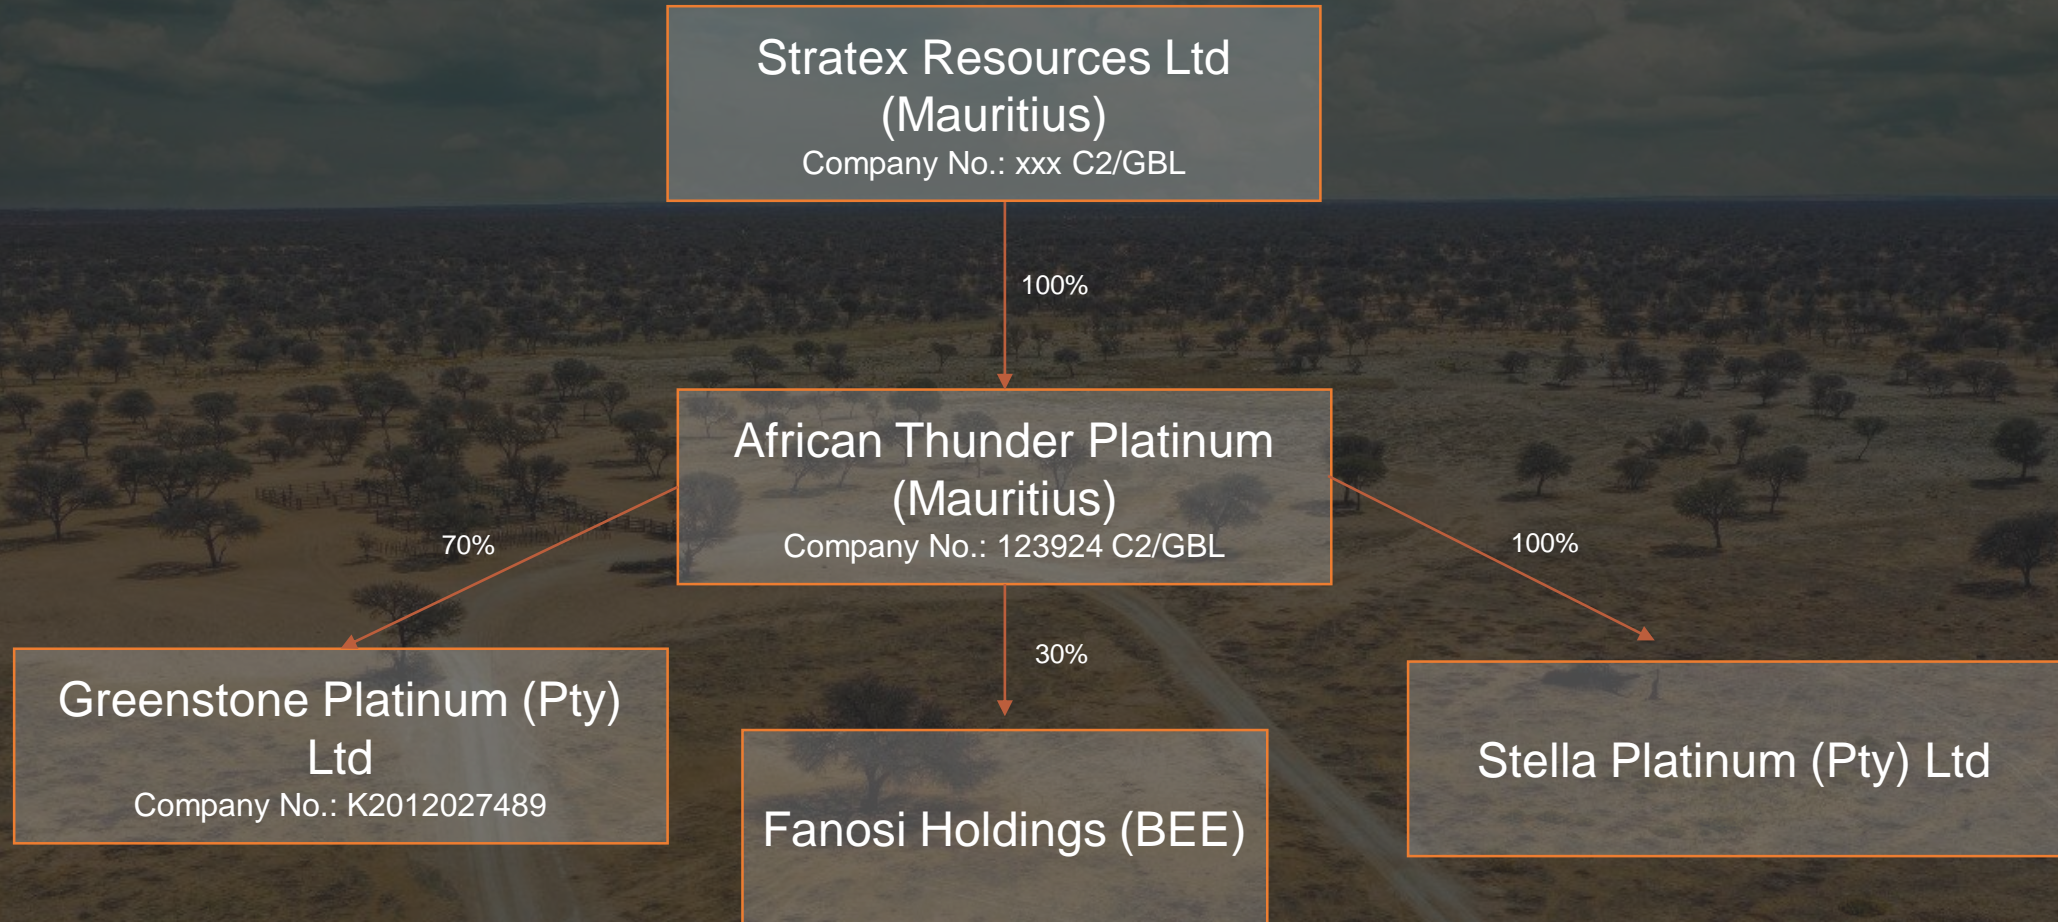 Stratex Resources Ltd
(Mauritius)
Company No.: xxx C2/GBL
100%
African Thunder Platinum
(Mauritius)
Company No.: 123924 C2/GBL
70%
100%
30%
Greenstone Platinum (Pty)
Ltd
Company No.: K2012027489
Stella Platinum (Pty) Ltd
Fanosi Holdings (BEE)